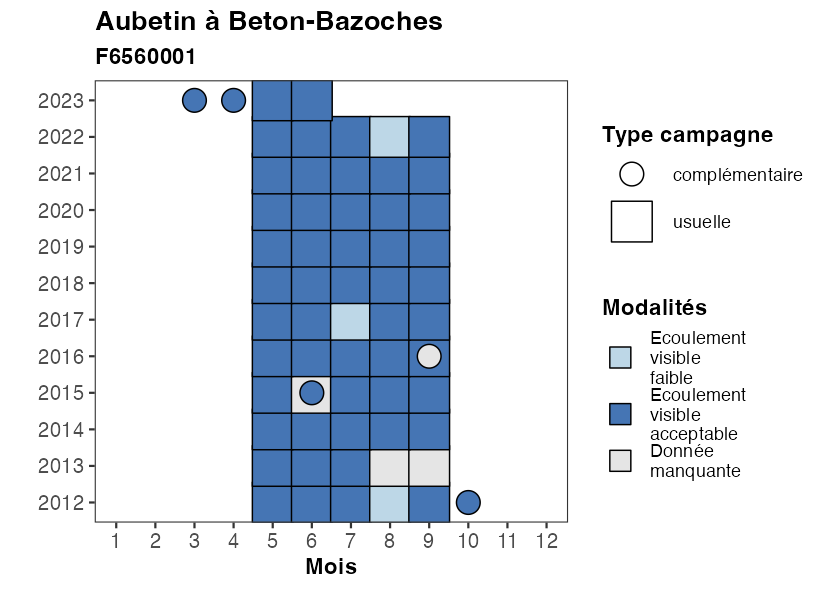 Aubetin à Beton-Bazoches
F6560001
2023
2022
2021
2020
2019
2018
2017
2016
2015
2014
2013
2012
1 2 3 4 5 6 7 8 9 10 11 12
Mois
Type campagne
complémentaire
usuelle
Modalités
Ecoulement
visible
faible
Ecoulement
visible
acceptable
Donnée
manquante